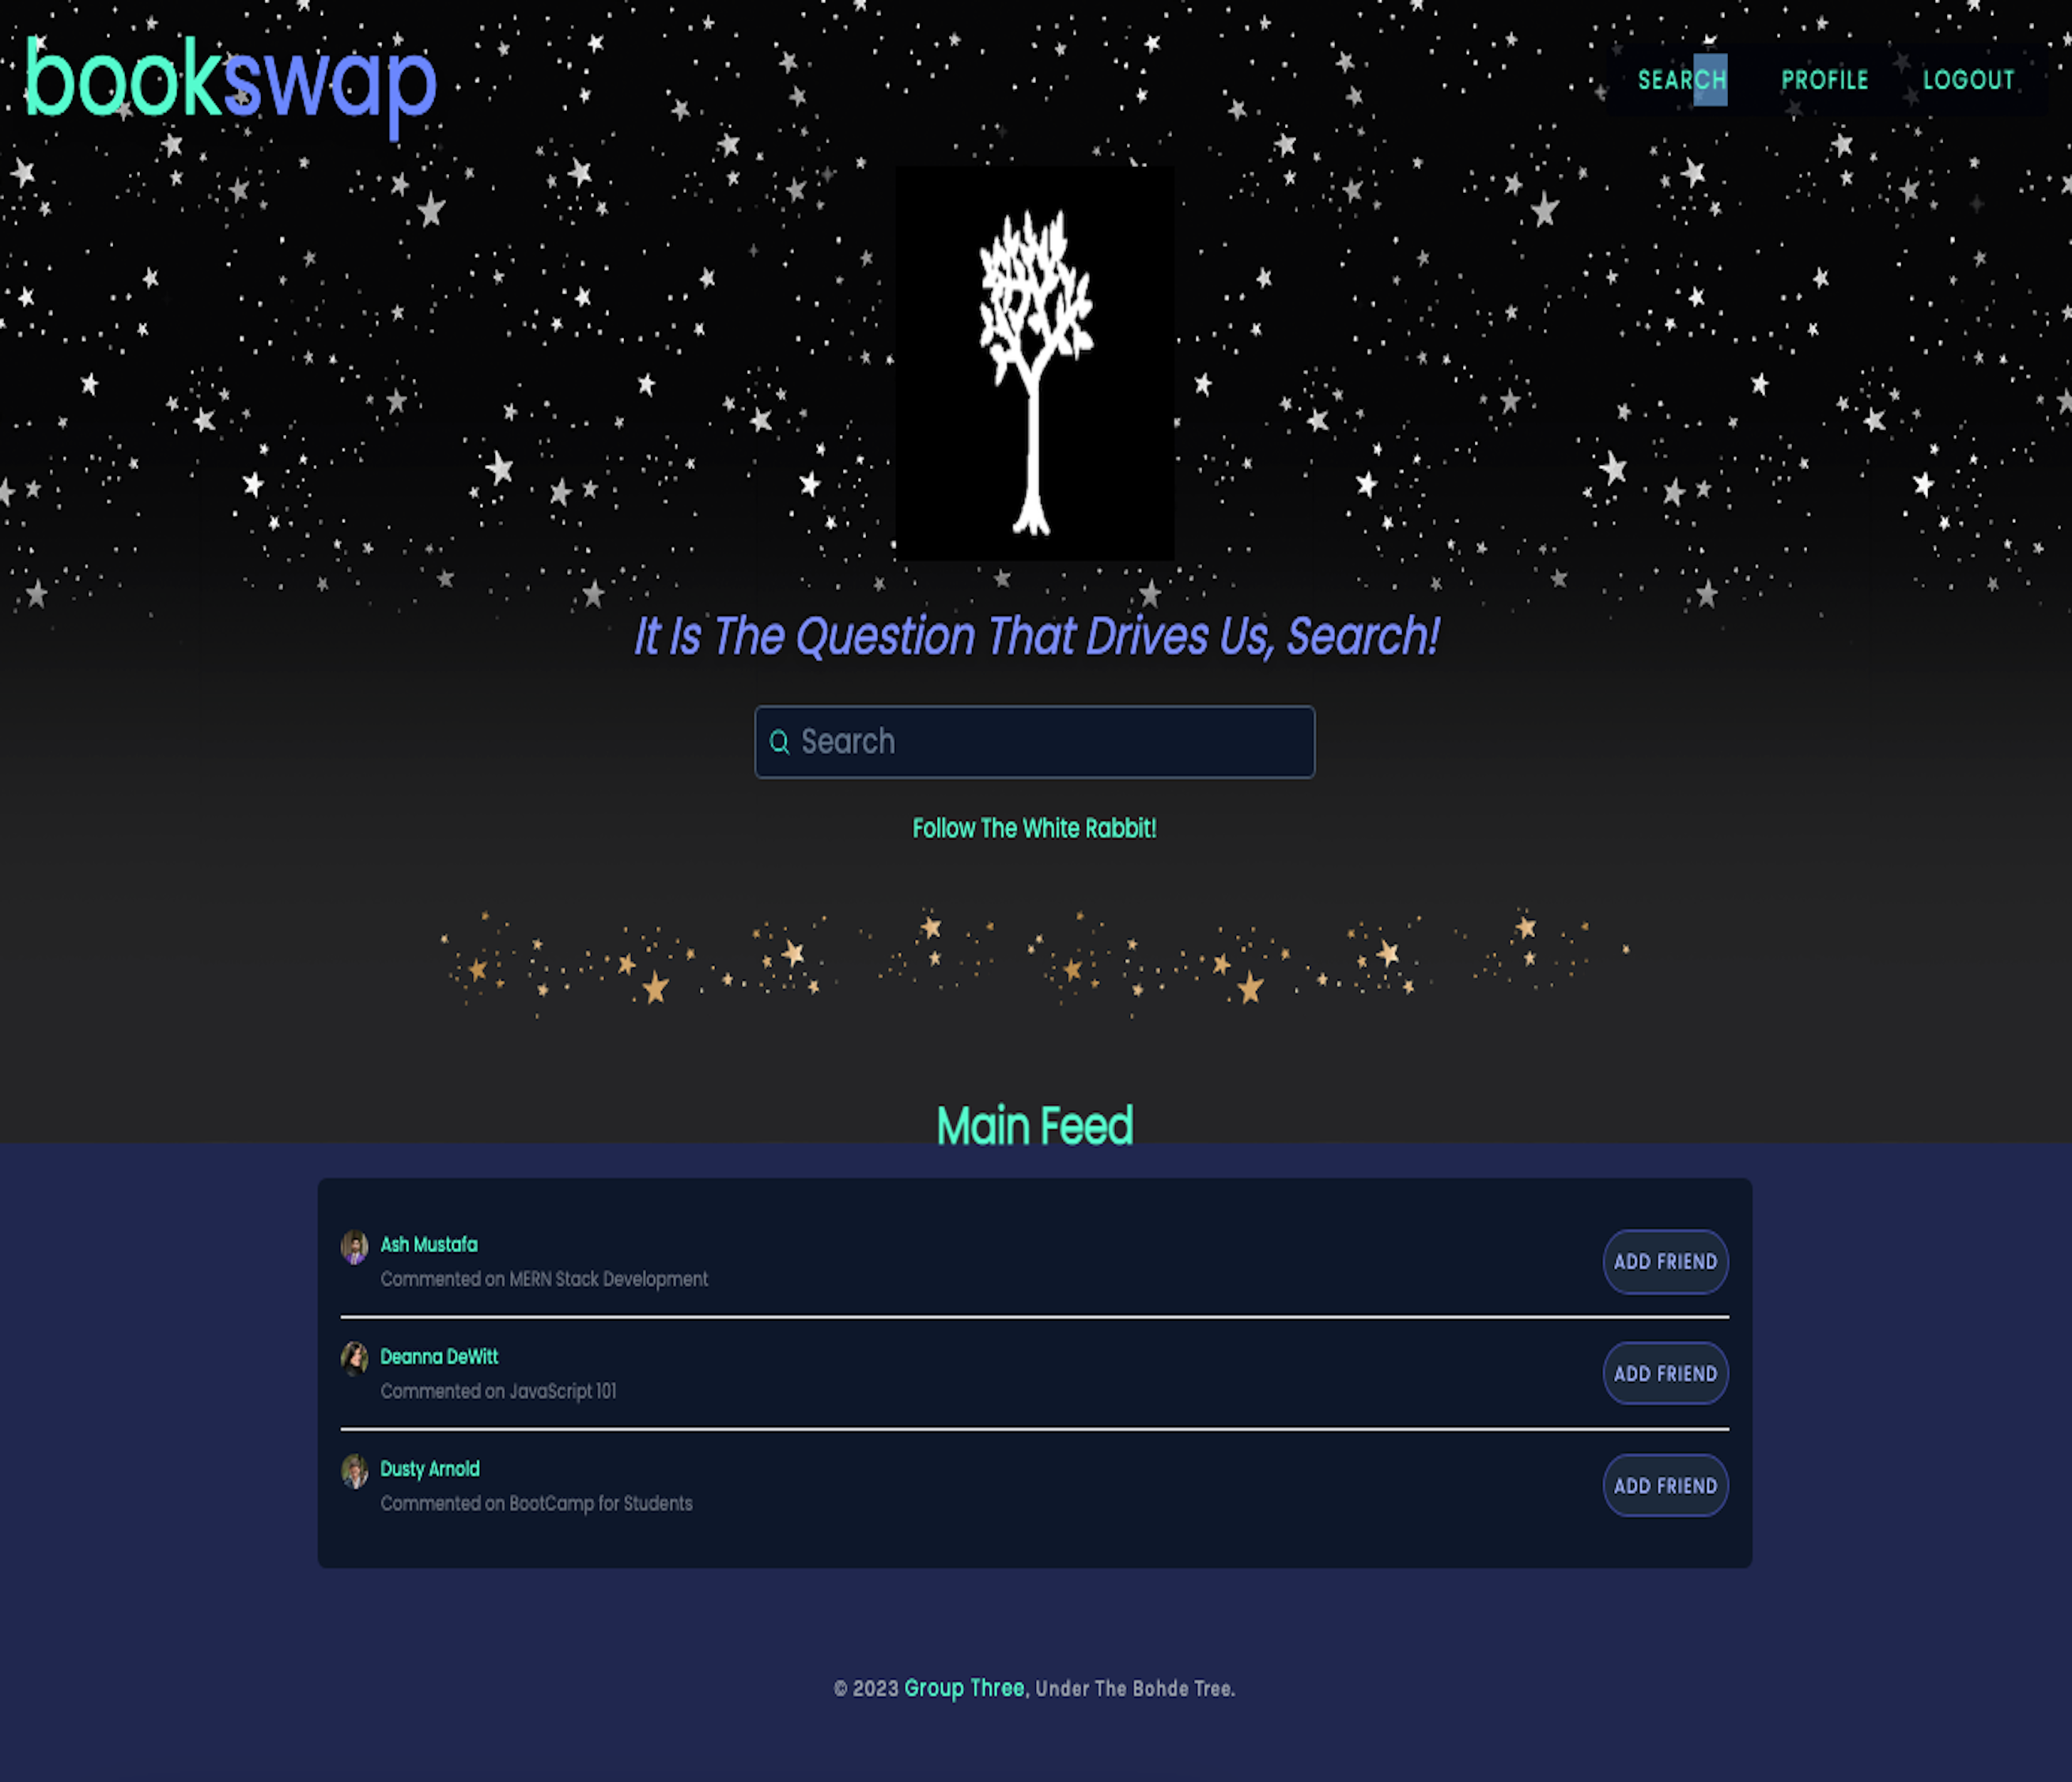 bookswap
SEARCH PROFILE LOGOUT
It Is The Question That Drives Us, Search!
Search
Follow The White Rabbit!
Main Feed
Ash Mustafa
Commented on MERN Stack Development
ADD FRIEND
Deanna DeWitt
Commented on JavaScript 101
ADD FRIEND
Dusty Arnold
Commented on BootCamp for Students
ADD FRIEND
© 2023 Group Three, Under The Bohde Tree.